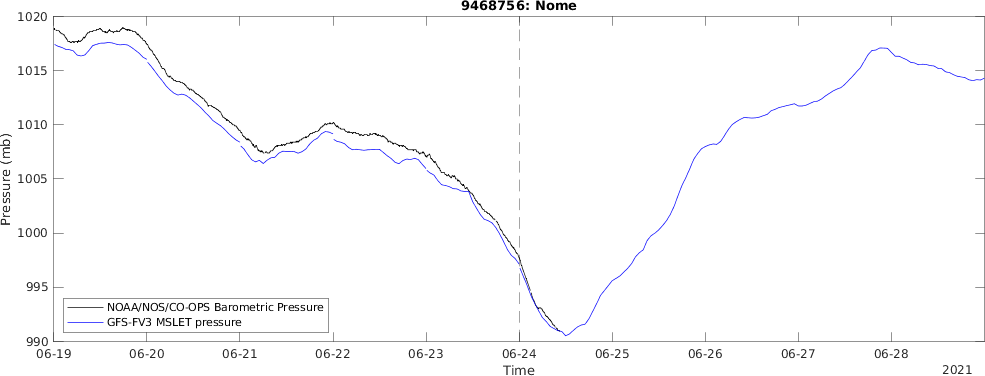 9468756: Nome
1020
1015
1010
1005
1000
995
990
Pressure (mb)
NOAA/NOS/CO-OPS Barometric Pressure
GFS-FV3 MSLET pressure
06-19 06-20 06-21 06-22 06-23 06-24 06-25 06-26 06-27 06-28
Time
2021